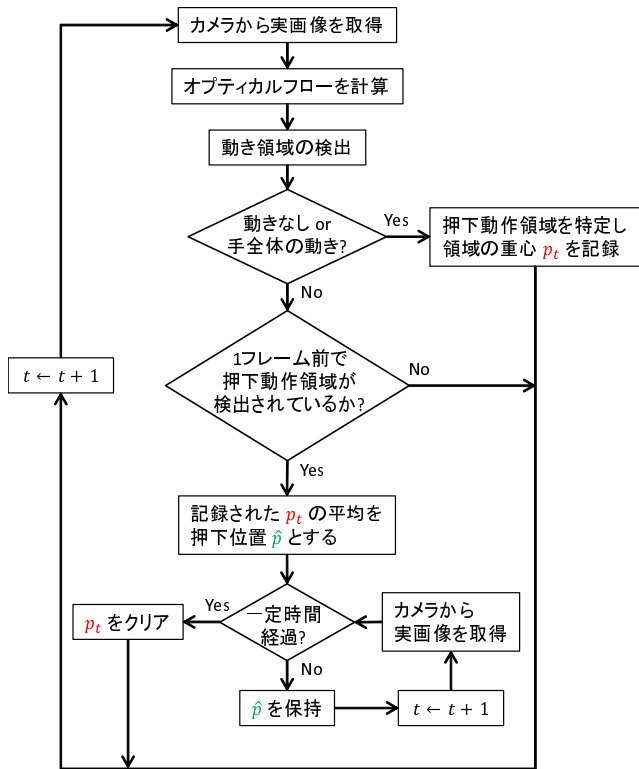 カメラから実画像を取得
オプティカルフローを計算
動き領域の検出
動きなし or
手全体の動き?
Yes
押下動作領域を特定し
領域の重心 pₜ を記録
No
1フレーム前で
押下動作領域が
検出されているか?
No
t ← t + 1
Yes
記録された pₜ の平均を
押下位置 p̂ とする
一定時間
経過?
Yes
pₜ をクリア
カメラから
実画像を取得
No
p̂ を保持
t ← t + 1